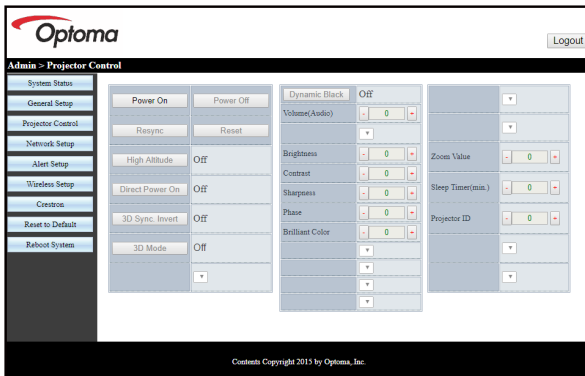 Optoma
Logout
Admin > Projector Control
System Status
General Setup
Projector Control
Network Setup
Alert Setup
Wireless Setup
Crestron
Reset to Default
Reboot System
Power On Power Off
Resync Reset
High Altitude Off
Direct Power On Off
3D Sync. Invert Off
3D Mode Off
Dynamic Black Off
Volume(Audio) - 0 +
Brightness - 0 +
Contrast - 0 +
Sharpness - 0 +
Phase - 0 +
Brilliant Color - 0 +
Zoom Value - 0 +
Sleep Timer(min.) - 0 +
Projector ID - 0 +
Contents Copyright 2015 by Optoma, Inc.